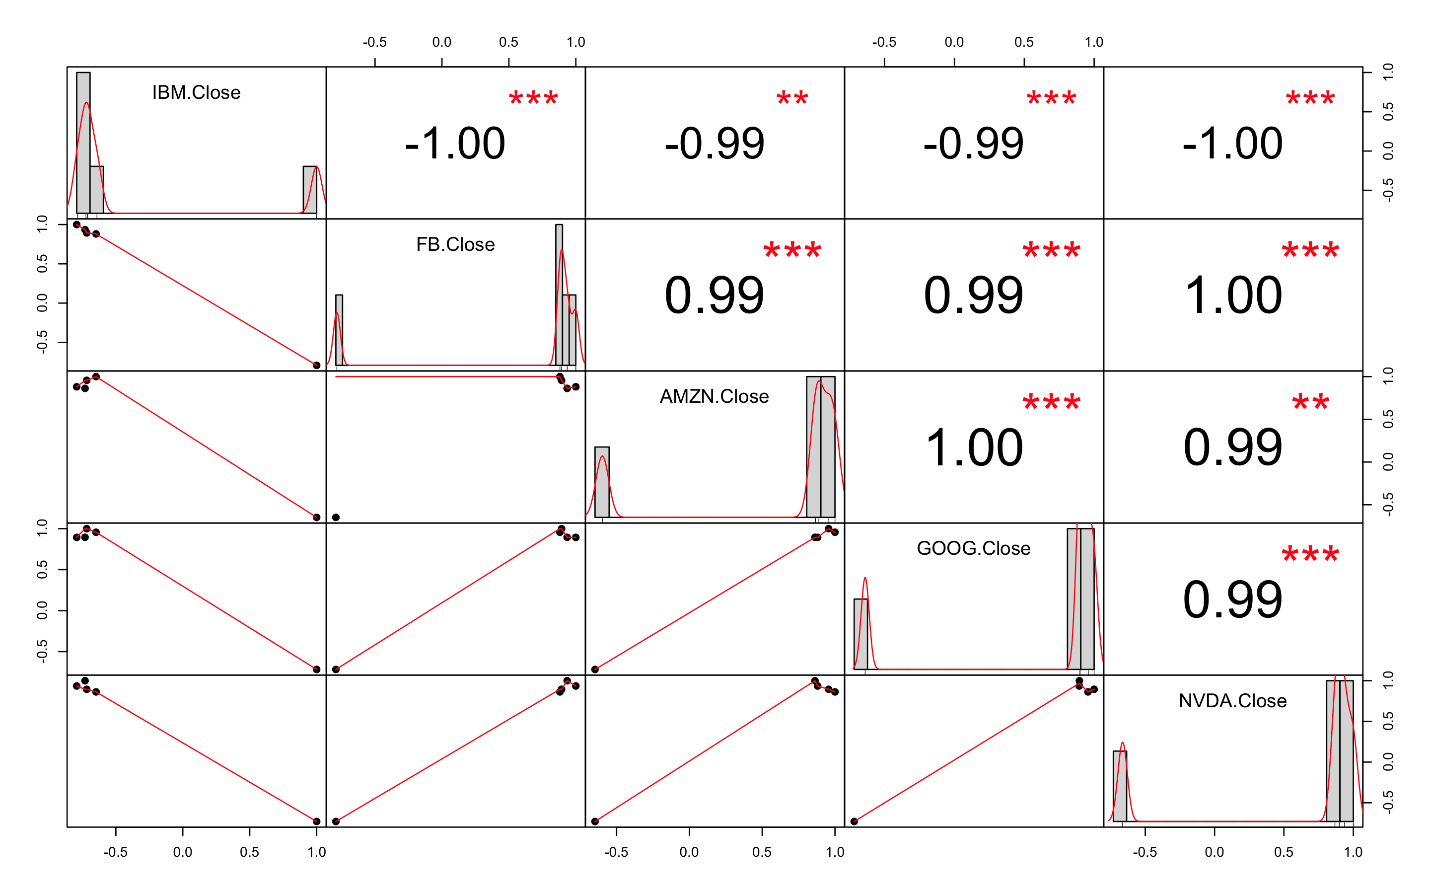 -0.5 0.0 0.5 1.0 -0.5 0.0 0.5 1.0
IBM.Close *** ** *** ***
-1.00 -0.99 -0.99 -1.00
-0.5 0.0 0.5 1.0
-0.5 0.0 0.5 1.0
FB.Close *** *** ***
0.99 0.99 1.00
AMZN.Close *** **
1.00 0.99
-0.5 0.0 0.5 1.0
-0.5 0.0 0.5 1.0
GOOG.Close ***
0.99
NVDA.Close
-0.5 0.0 0.5 1.0
-0.5 0.0 0.5 1.0 -0.5 0.0 0.5 1.0 -0.5 0.0 0.5 1.0